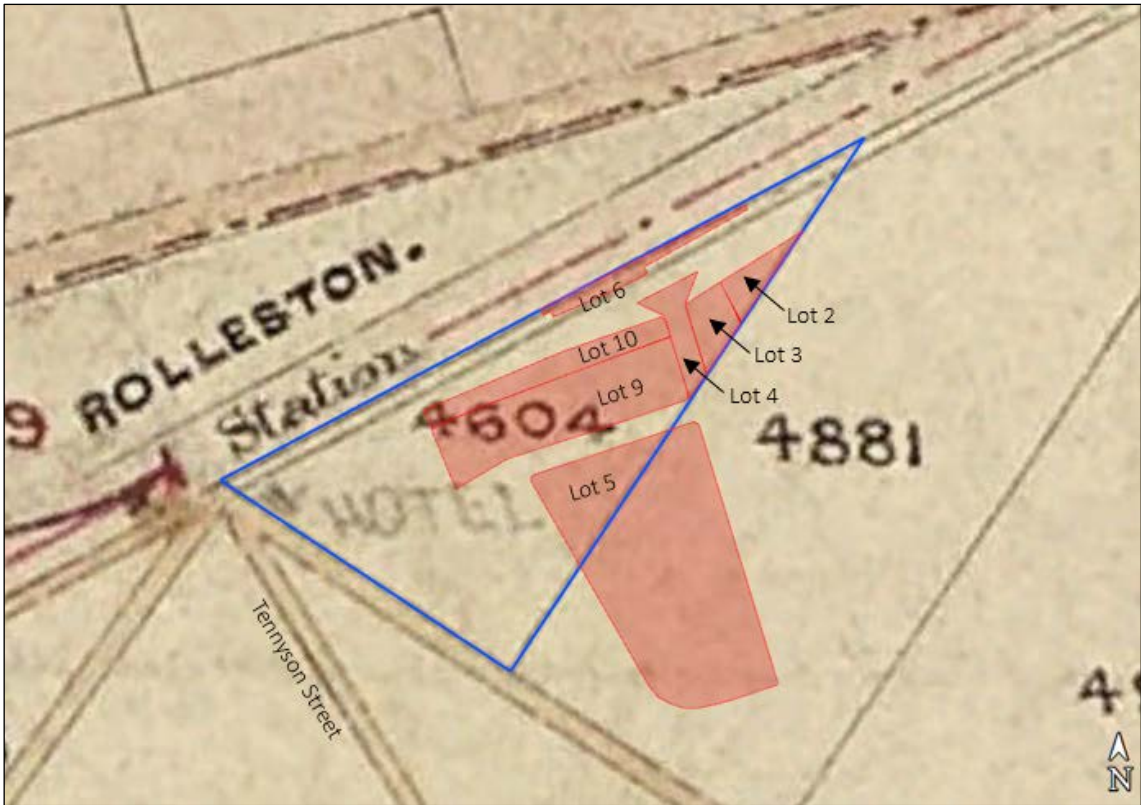 ROLLESTON.
Station
9
Lot 6
Lot 2
Lot 10
Lot 3
Lot 9
Lot 4
4604
4881
Lot 5
HOTEL
Tennyson Street
N